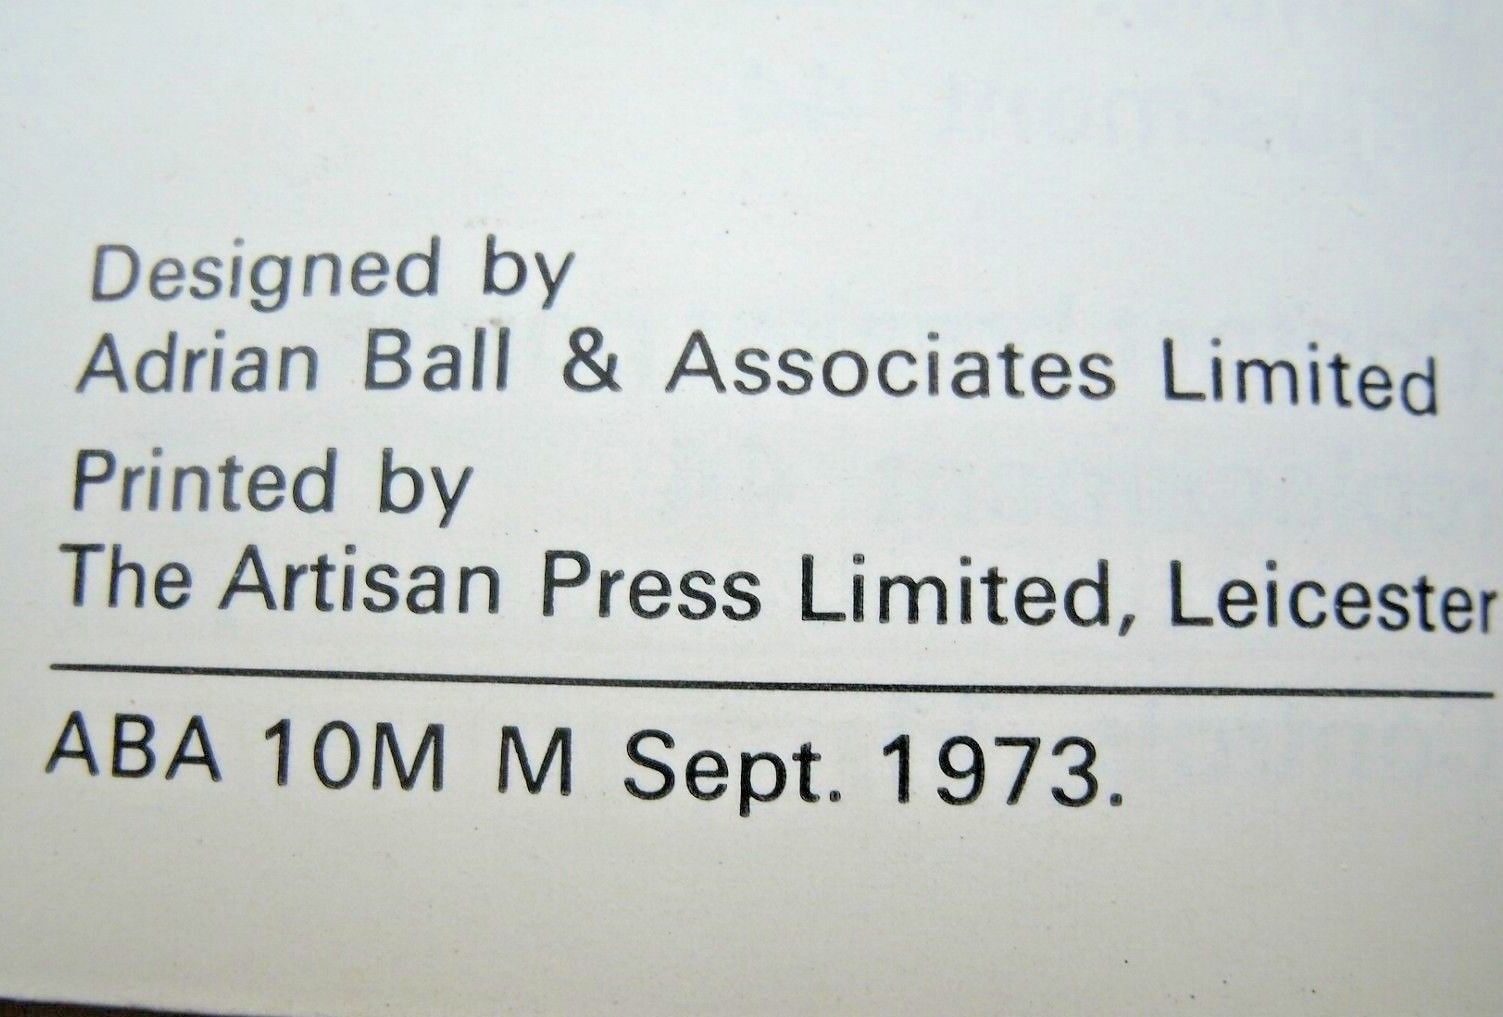 Designed by
Adrian Ball & Associates Limited
Printed by
The Artisan Press Limited, Leicester
ABA 10M M Sept. 1973.